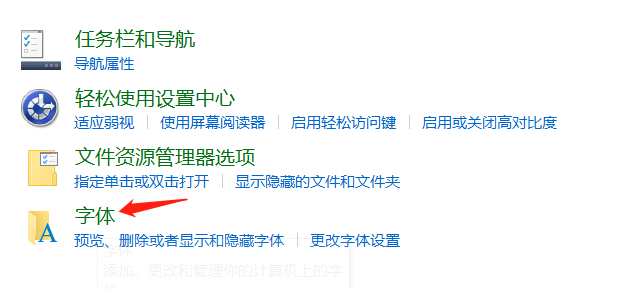 任务栏和导航
导航属性
轻松使用设置中心
适应弱视 使用屏幕阅读器 启用轻松访问键 启用或关闭高对比度
文件资源管理器选项
指定单击或双击打开 显示隐藏的文件和文件夹
字体
预览、删除或者显示和隐藏字体 更改字体设置
字体
添加、更改和管理你的计算机上的字
体